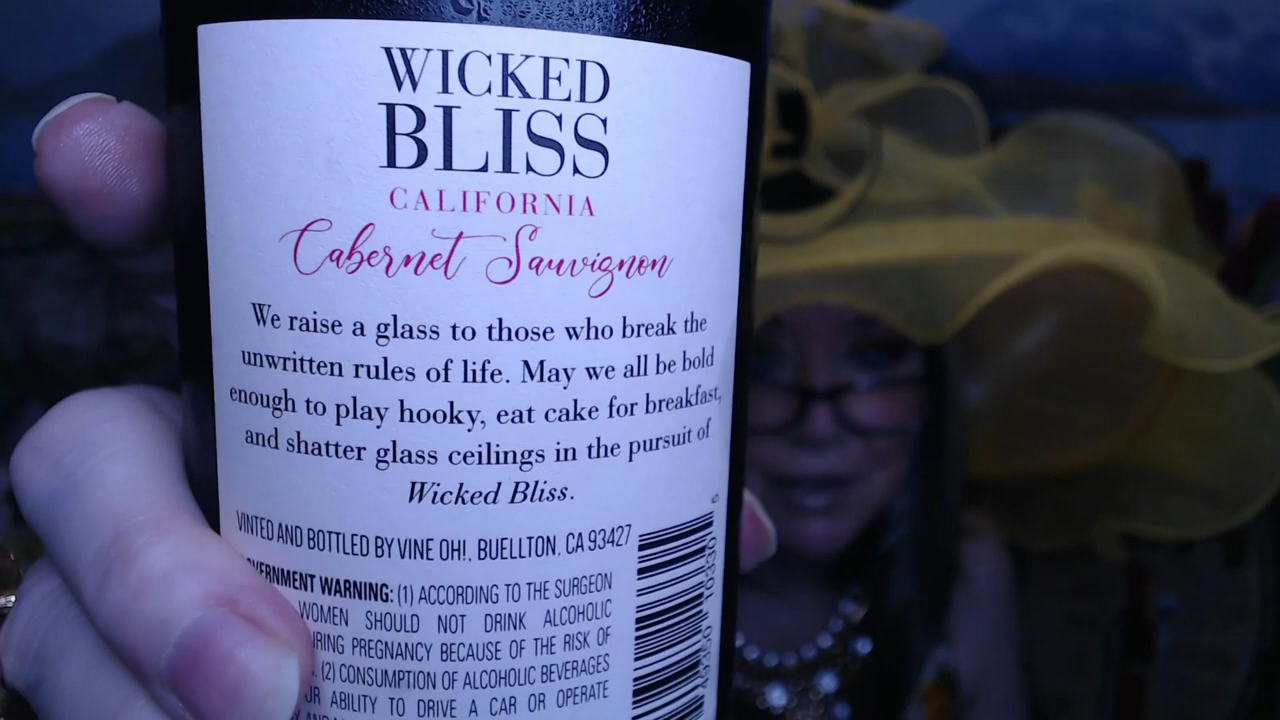 WICKED
BLISS
CALIFORNIA
Cabernet Sauvignon
We raise a glass to those who break the
unwritten rules of life. May we all be bold
enough to play hooky, eat cake for breakfast,
and shatter glass ceilings in the pursuit of
Wicked Bliss.
VINTED AND BOTTLED BY VINE OH!, BUELLTON, CA 93427
WARNING: (1) ACCORDING TO THE SURGEON
WOMEN SHOULD NOT DRINK ALCOHOLIC
PREGNANCY BECAUSE OF THE RISK OF
(2) CONSUMPTION OF ALCOHOLIC BEVERAGES
ABILITY TO DRIVE A CAR OR OPERATE